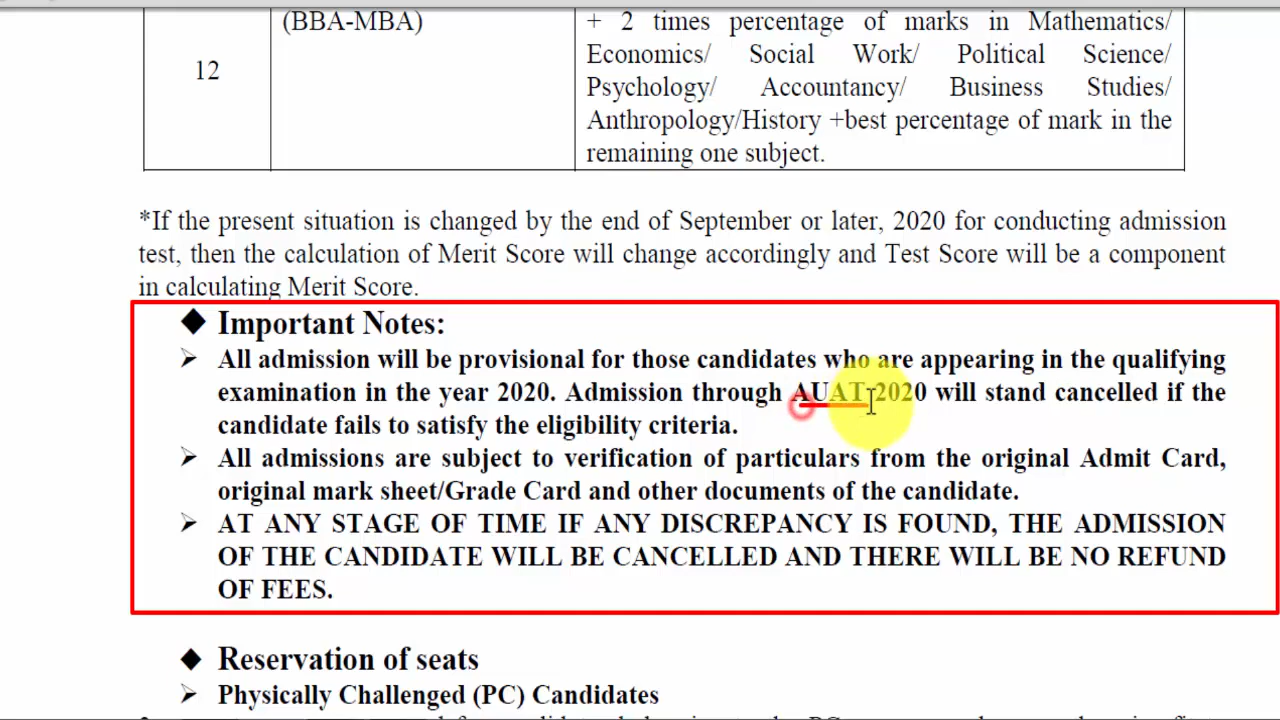 (BBA-MBA)
+ 2 times percentage of marks in Mathematics/
Economics/ Social Work/ Political Science/
12
Psychology/ Accountancy/ Business Studies/
Anthropology/History +best percentage of mark in the
remaining one subject.
*If the present situation is changed by the end of September or later, 2020 for conducting admission
test, then the calculation of Merit Score will change accordingly and Test Score will be a component
in calculating Merit Score.
◆ Important Notes:
➢ All admission will be provisional for those candidates who are appearing in the qualifying
examination in the year 2020. Admission through AUAT 2020 will stand cancelled if the
candidate fails to satisfy the eligibility criteria.
➢ All admissions are subject to verification of particulars from the original Admit Card,
original mark sheet/Grade Card and other documents of the candidate.
➢ AT ANY STAGE OF TIME IF ANY DISCREPANCY IS FOUND, THE ADMISSION
OF THE CANDIDATE WILL BE CANCELLED AND THERE WILL BE NO REFUND
OF FEES.
◆ Reservation of seats
➢ Physically Challenged (PC) Candidates